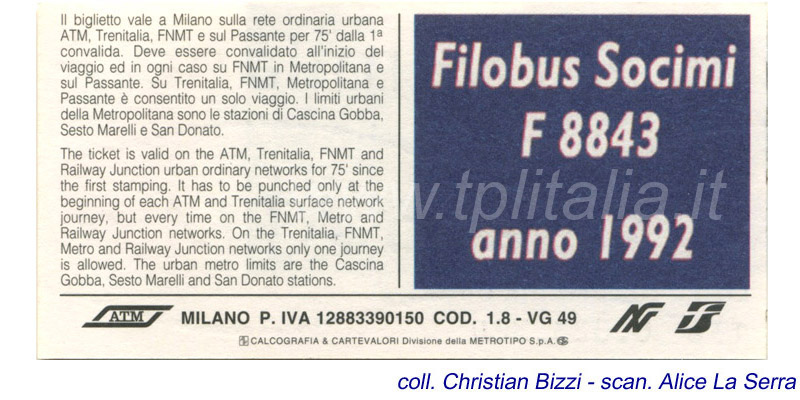 Il biglietto vale a Milano sulla rete ordinaria urbana
ATM, Trenitalia, FNMT e sul Passante per 75' dalla 1ª
convalida. Deve essere convalidato all'inizio del
viaggio ed in ogni caso su FNMT in Metropolitana e
sul Passante. Su Trenitalia, FNMT, Metropolitana e
Passante è consentito un solo viaggio. I limiti urbani
della Metropolitana sono le stazioni di Cascina Gobba,
Sesto Marelli e San Donato.
The ticket is valid on the ATM, Trenitalia, FNMT and
Railway Junction urban ordinary networks for 75' since
the first stamping. It has to be punched only at the
beginning of each ATM and Trenitalia surface network
journey, but every time on the FNMT, Metro and
Railway Junction networks. On the Trenitalia, FNMT,
Metro and Railway Junction networks only one journey
is allowed. The urban metro limits are the Cascina
Gobba, Sesto Marelli and San Donato stations.
Filobus Socimi
F 8843
anno 1992
www.tplitalia.it
ATM MILANO P. IVA 12883390150 COD. 1.8 - VG 49
CALCOGRAFIA & CARTEVALORI Divisione della METROTIPO S.p.A.
coll. Christian Bizzi - scan. Alice La Serra